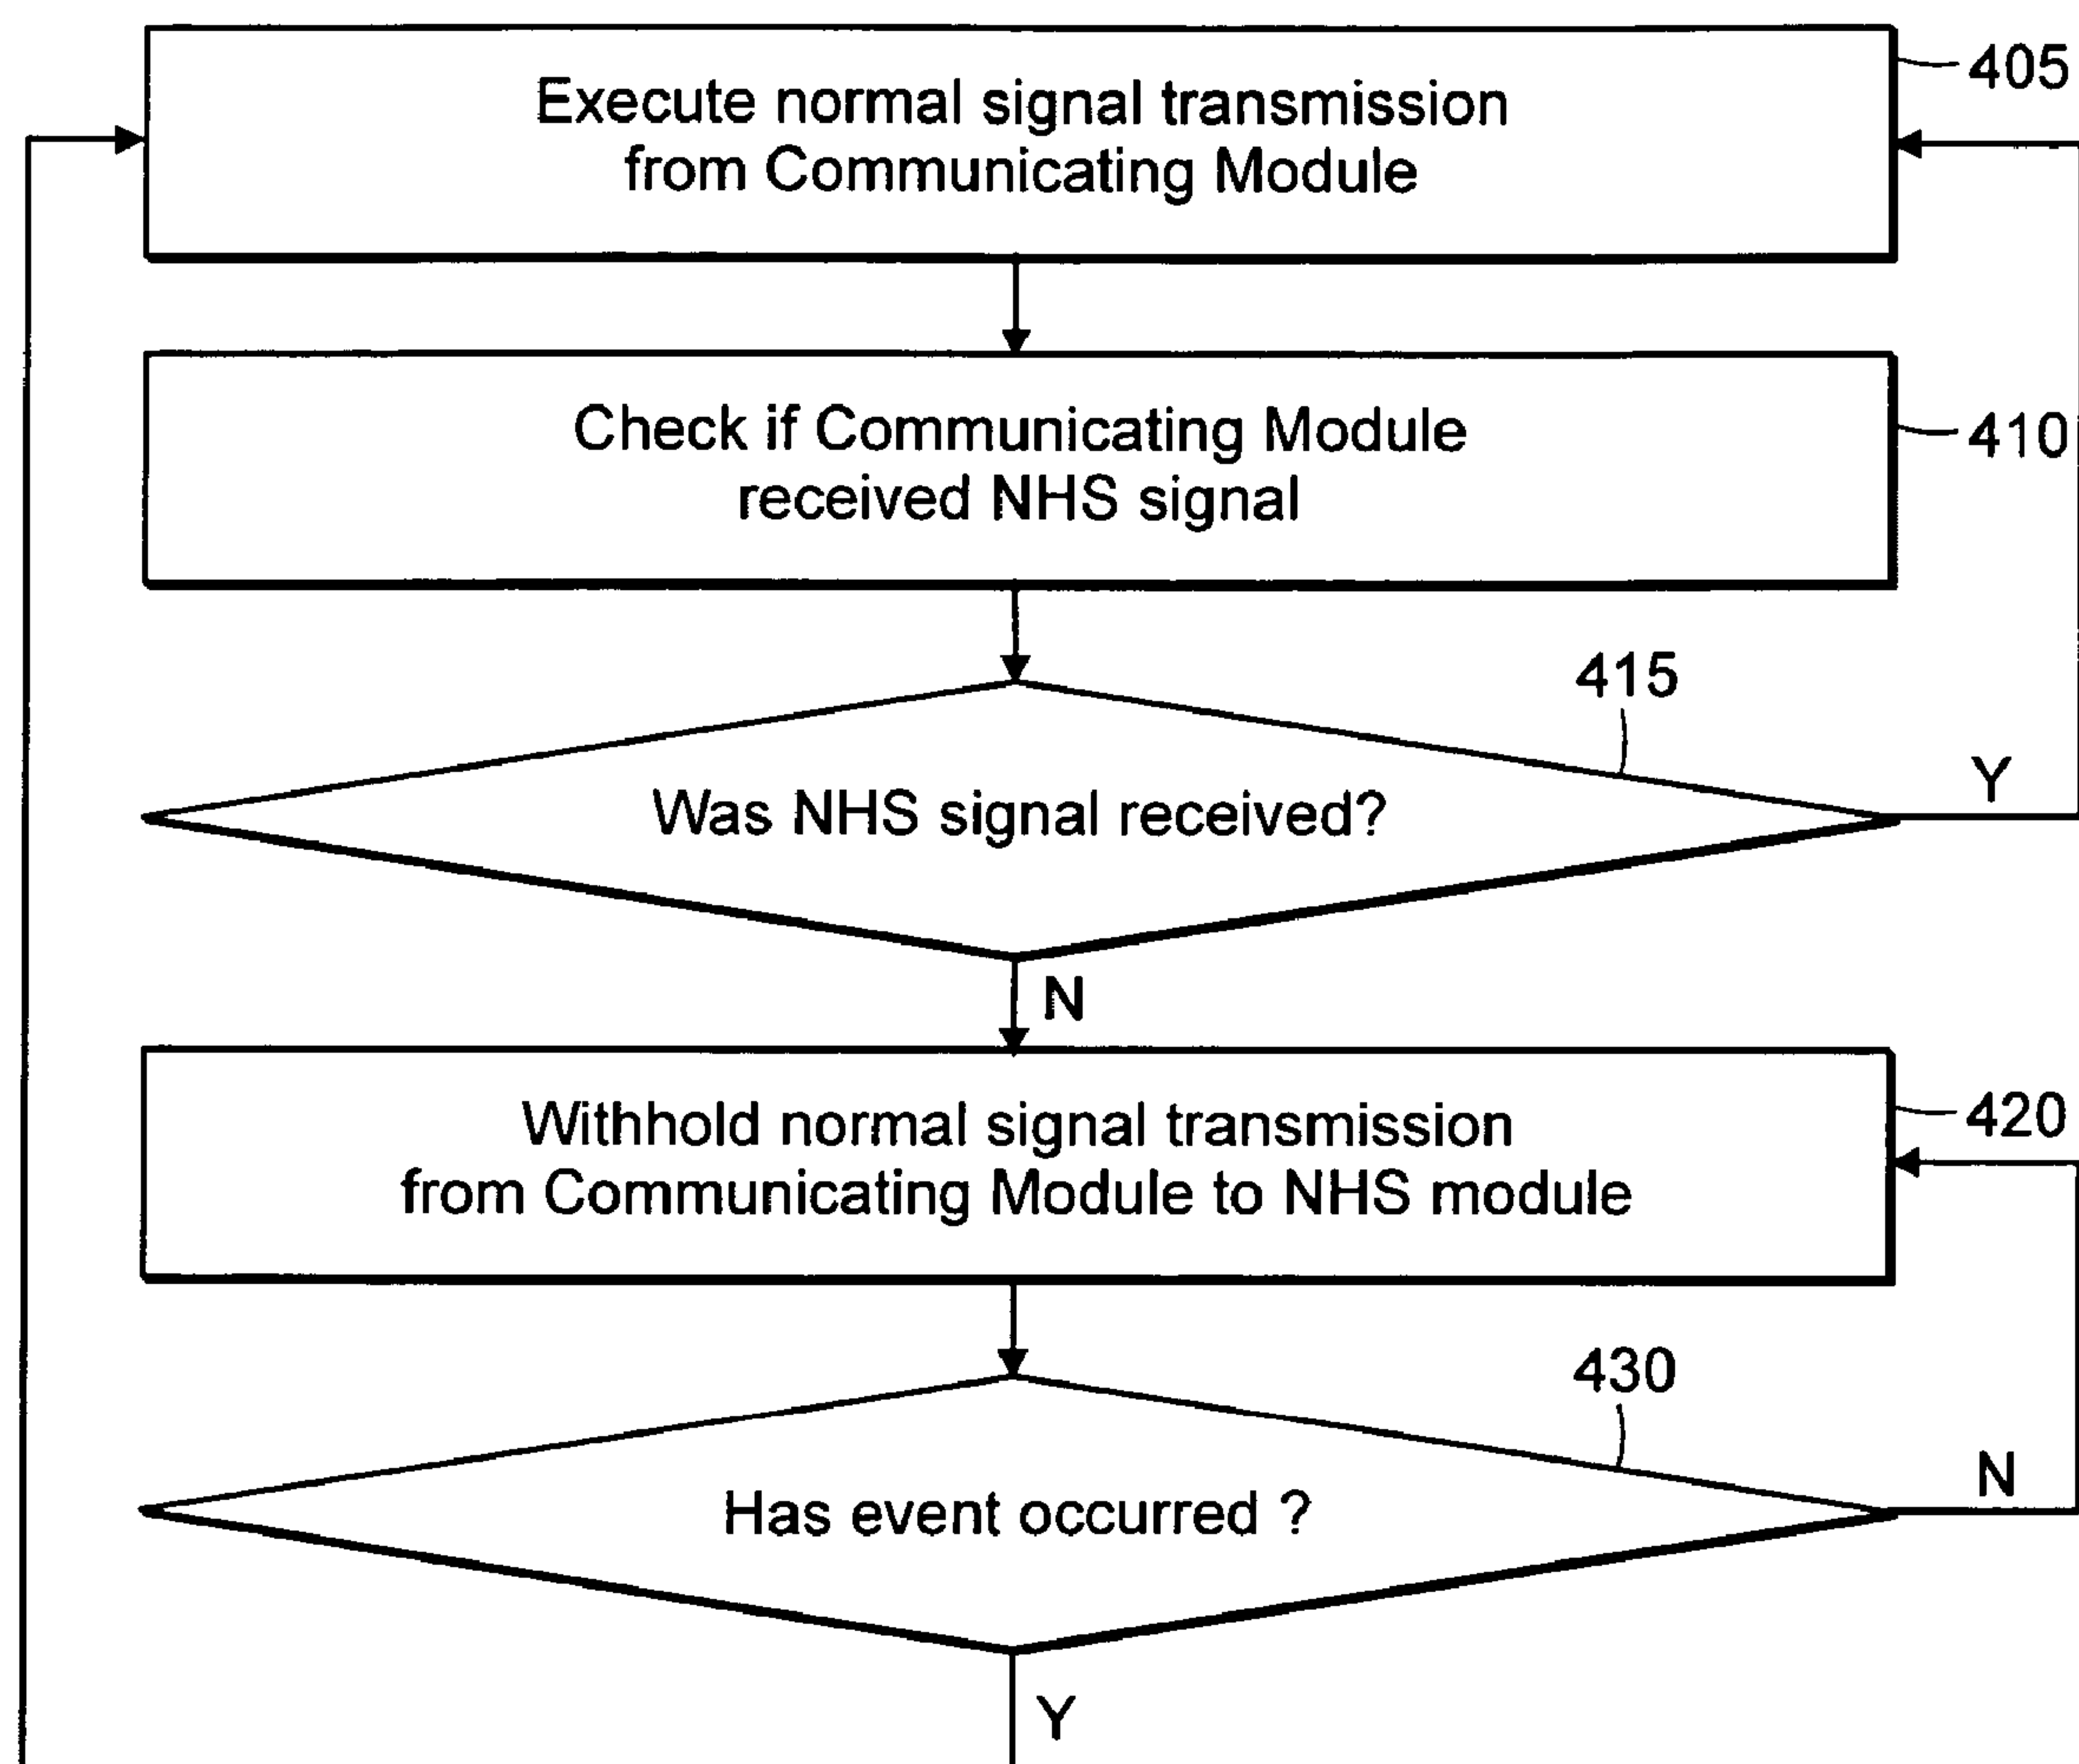 Execute normal signal transmission
from Communicating Module
405
Check if Communicating Module
received NHS signal
410
415
Was NHS signal received?
Y
N
Withhold normal signal transmission
from Communicating Module to NHS module
420
430
Has event occurred ?
N
Y